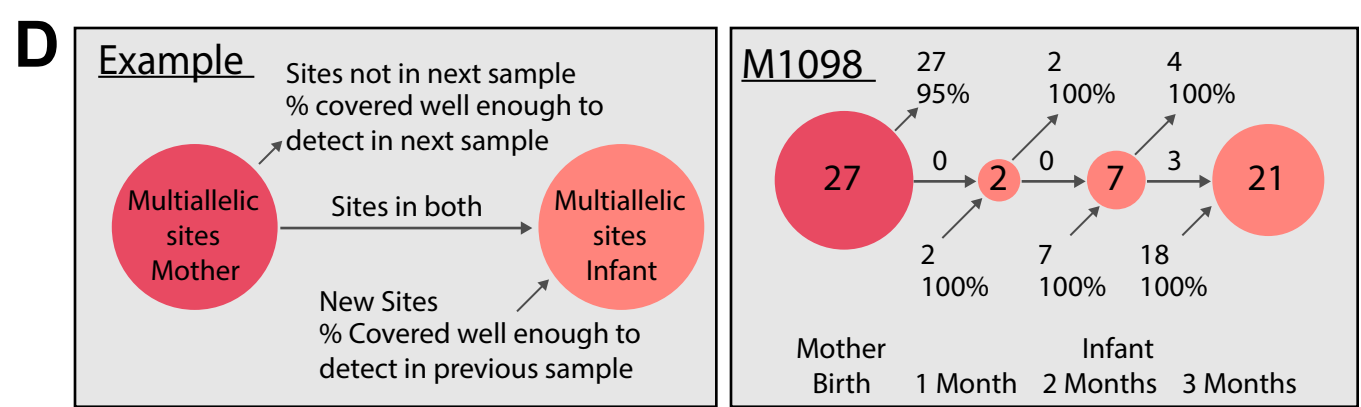 D
Example
Sites not in next sample
% covered well enough to
detect in next sample
Multiallelic
sites
Mother
Sites in both
Multiallelic
sites
Infant
New Sites
% Covered well enough to
detect in previous sample
M1098
27
95%
2
100%
4
100%
27
0
2
0
7
3
21
2
100%
7
100%
18
100%
Mother
Infant
Birth
1 Month
2 Months
3 Months